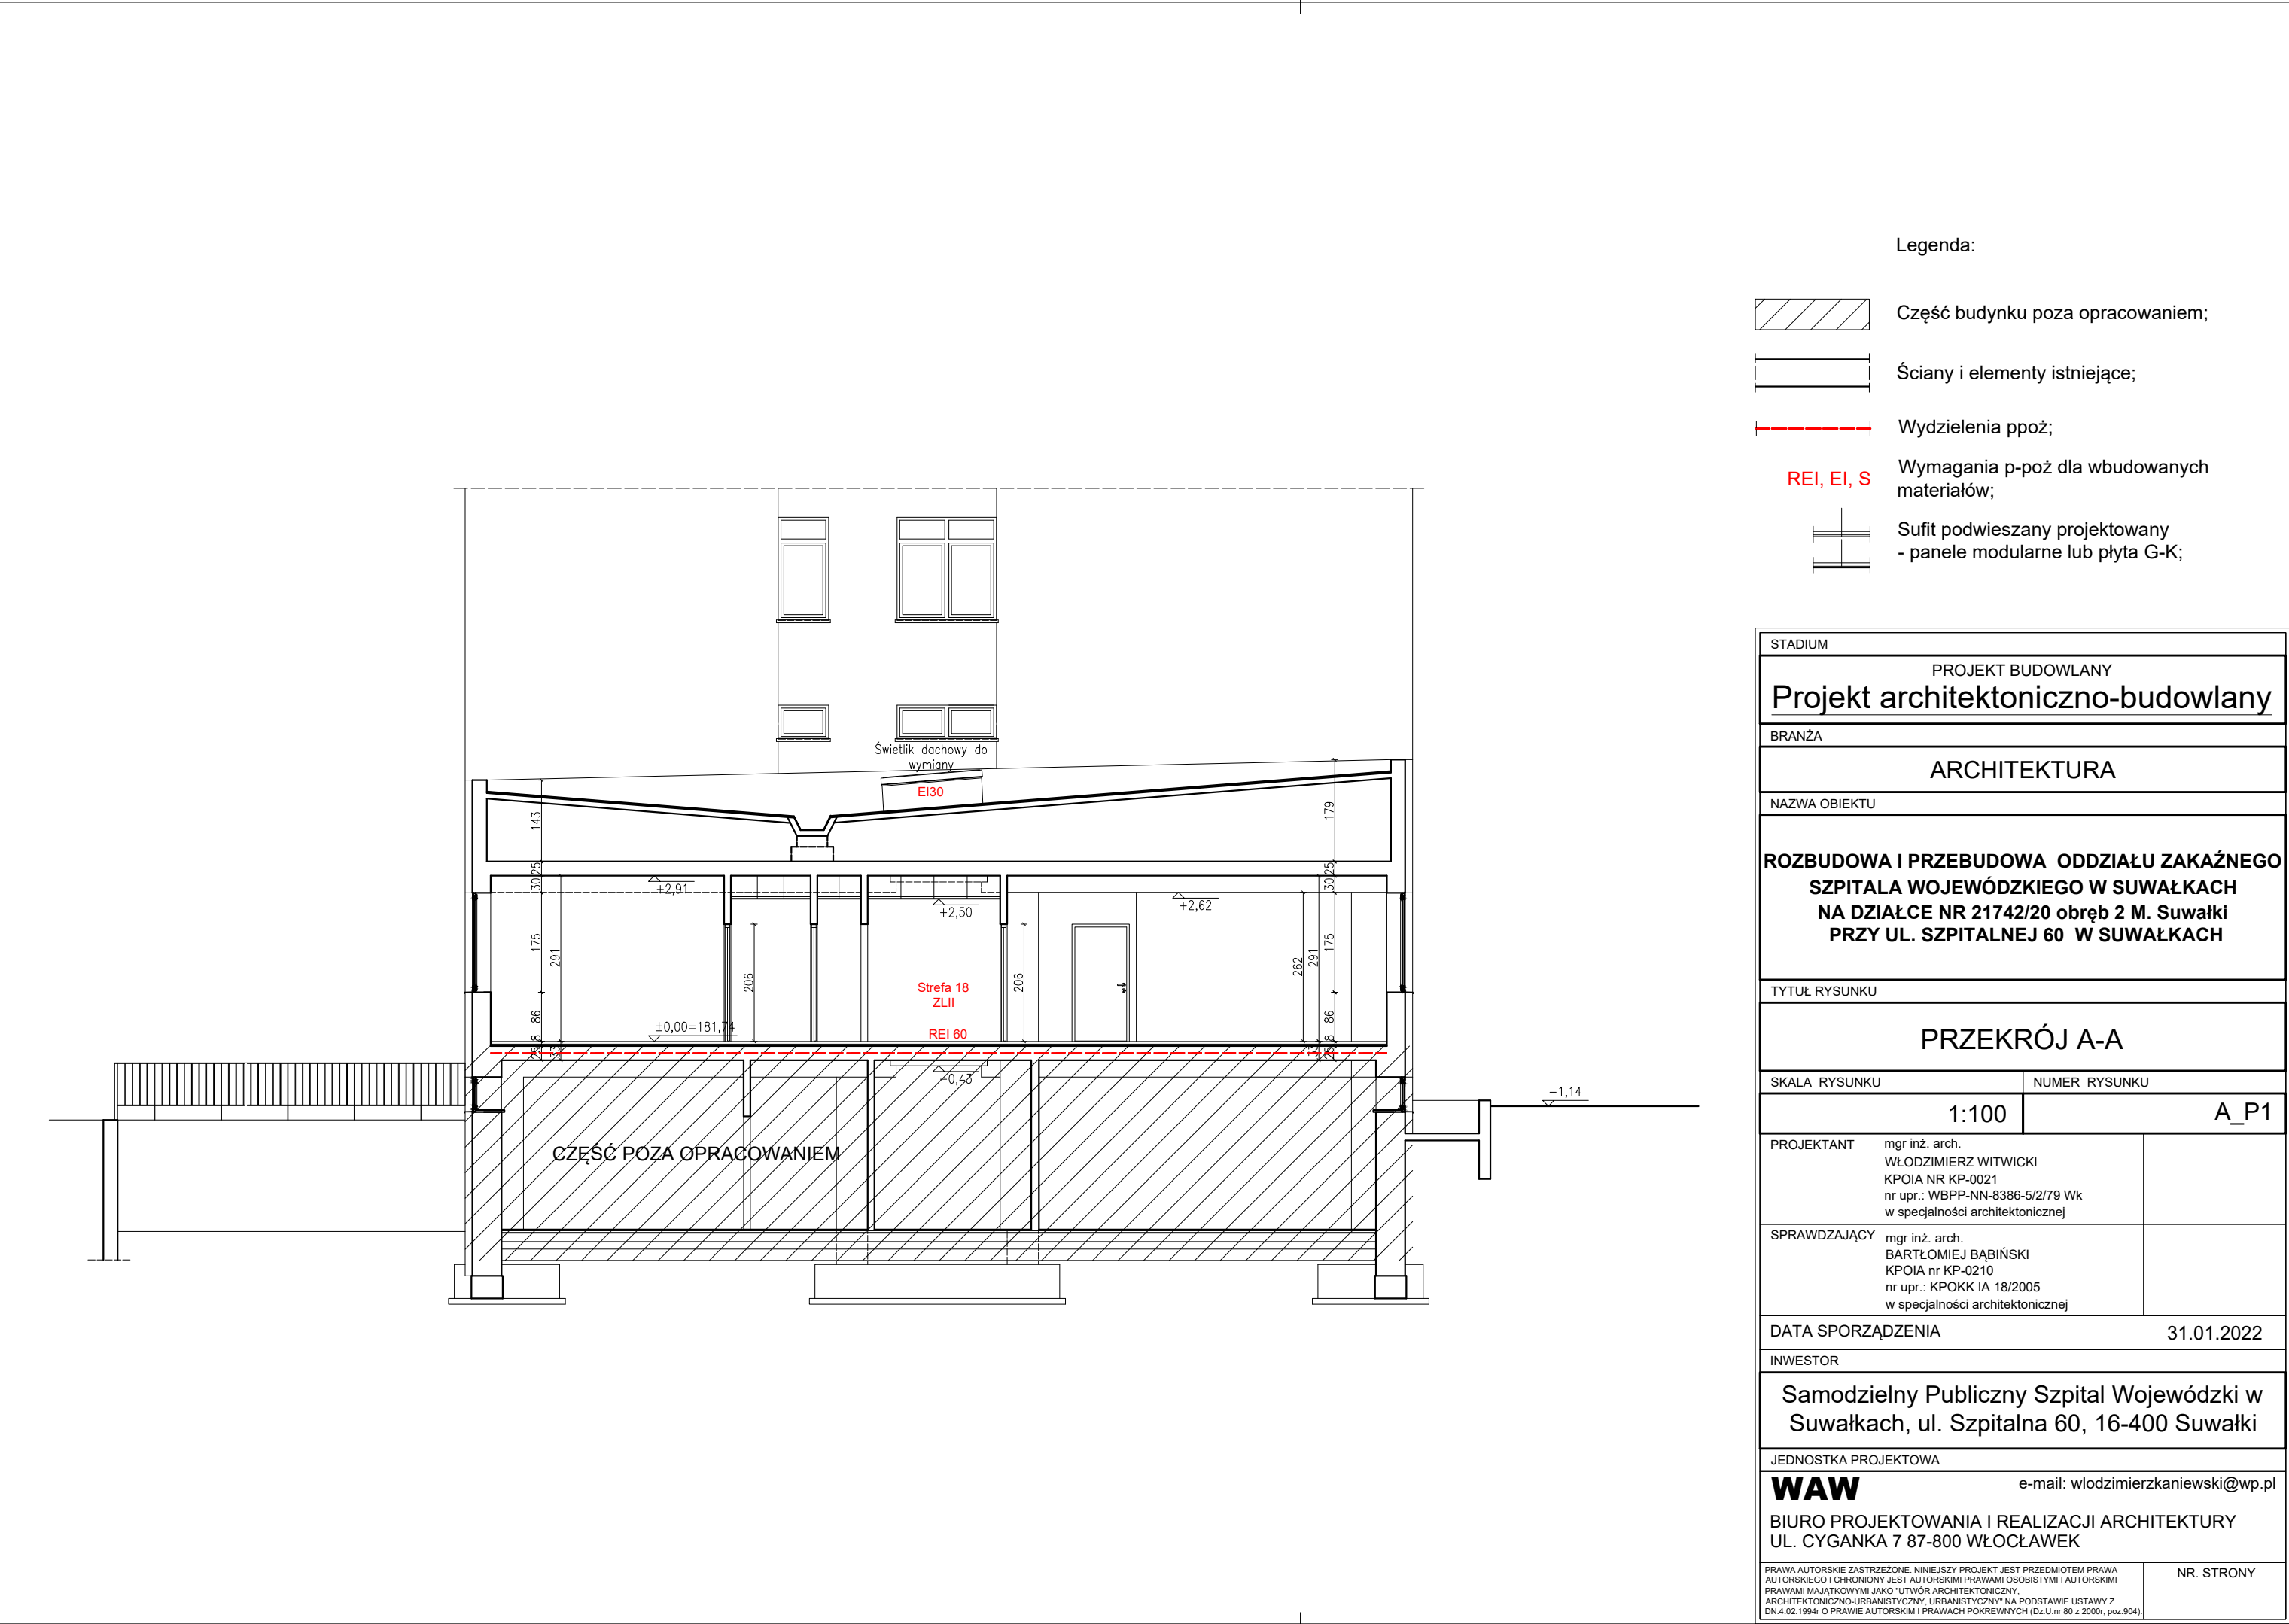 Legenda:
Część budynku poza opracowaniem;
Ściany i elementy istniejące;
Wydzielenia ppoż;
REI, EI, S
Wymagania p-poż dla wbudowanych
materiałów;
Sufit podwieszany projektowany
- panele modularne lub płyta G-K;
Świetlik dachowy do
wymiany
EI30
143
179
30 25
30 25
+2,91
+2,50
+2,62
175
291
206
206
262
291
175
Strefa 18
ZLII
REI 60
86
86
±0,00=181,74
25 8
33
33
25 8
-0,43
-1,14
CZĘŚĆ POZA OPRACOWANIEM
STADIUM
PROJEKT BUDOWLANY
Projekt architektoniczno-budowlany
BRANŻA
ARCHITEKTURA
NAZWA OBIEKTU
ROZBUDOWA I PRZEBUDOWA ODDZIAŁU ZAKAŹNEGO
SZPITALA WOJEWÓDZKIEGO W SUWAŁKACH
NA DZIAŁCE NR 21742/20 obręb 2 M. Suwałki
PRZY UL. SZPITALNEJ 60 W SUWAŁKACH
TYTUŁ RYSUNKU
PRZEKRÓJ A-A
SKALA RYSUNKU
NUMER RYSUNKU
1:100
A_P1
PROJEKTANT
mgr inż. arch.
WŁODZIMIERZ WITWICKI
KPOIA NR KP-0021
nr upr.: WBPP-NN-8386-5/2/79 Wk
w specjalności architektonicznej
SPRAWDZAJĄCY
mgr inż. arch.
BARTŁOMIEJ BĄBIŃSKI
KPOIA nr KP-0210
nr upr.: KPOKK IA 18/2005
w specjalności architektonicznej
DATA SPORZĄDZENIA
31.01.2022
INWESTOR
Samodzielny Publiczny Szpital Wojewódzki w
Suwałkach, ul. Szpitalna 60, 16-400 Suwałki
JEDNOSTKA PROJEKTOWA
WAW
e-mail: wlodzimierzkaniewski@wp.pl
BIURO PROJEKTOWANIA I REALIZACJI ARCHITEKTURY
UL. CYGANKA 7 87-800 WŁOCŁAWEK
PRAWA AUTORSKIE ZASTRZEŻONE. NINIEJSZY PROJEKT JEST PRZEDMIOTEM PRAWA
AUTORSKIEGO I CHRONIONY JEST AUTORSKIMI PRAWAMI OSOBISTYMI I AUTORSKIMI
PRAWAMI MAJĄTKOWYMI JAKO "UTWÓR ARCHITEKTONICZNY,
ARCHITEKTONICZNO-URBANISTYCZNY, URBANISTYCZNY" NA PODSTAWIE USTAWY Z
DN.4.02.1994r O PRAWIE AUTORSKIM I PRAWACH POKREWNYCH (Dz.U.nr 80 z 2000r, poz.904).
NR. STRONY